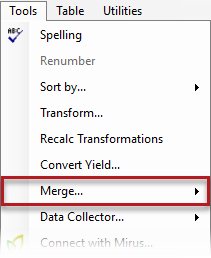 Tools Table Utilities
ABC Spelling
Renumber
Sort by...
Transform...
Recalc Transformations
Convert Yield...
Merge...
Data Collector...
Connect with Mirus...